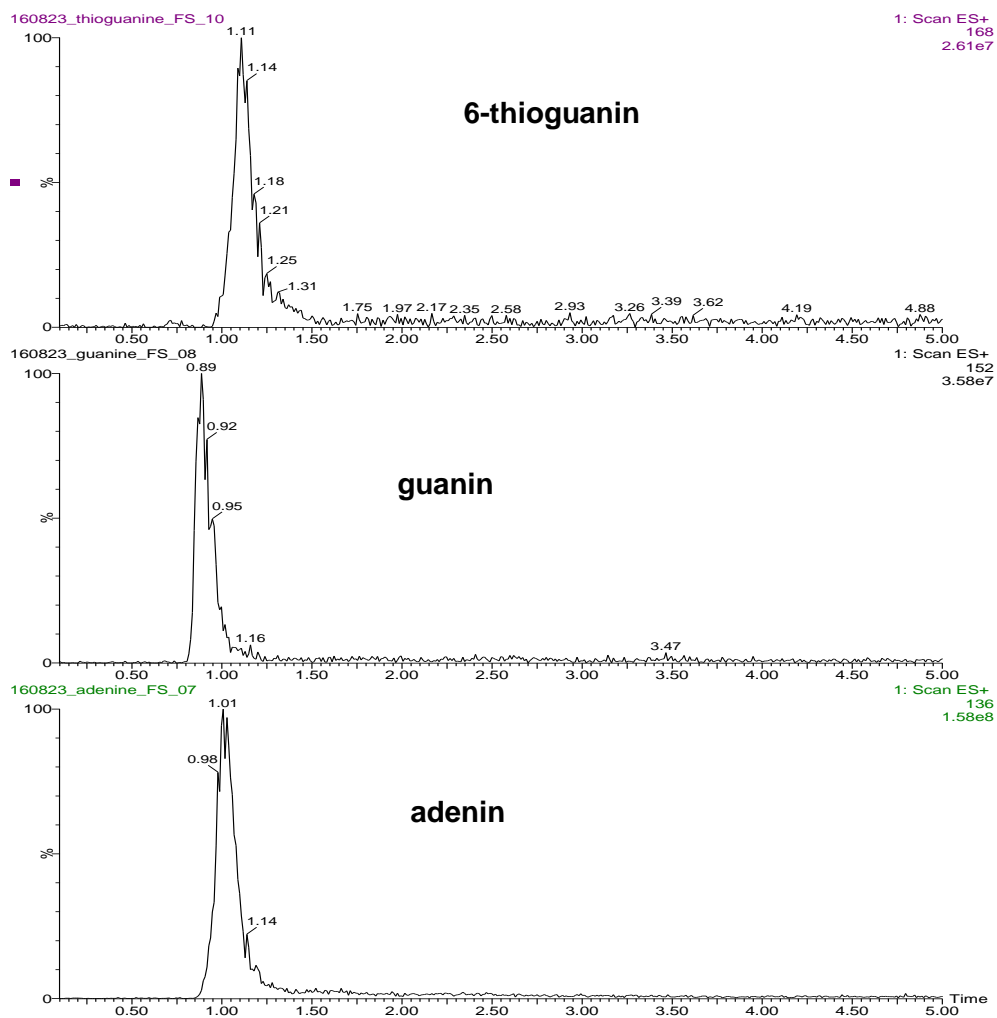 160823_thioguanine_FS_10
1: Scan ES+
168
2.61e7
100
%
0
1.11
1.14
1.18
1.21
1.25
1.31
1.75
1.97
2.17
2.35
2.58
2.93
3.26
3.39
3.62
4.19
4.88
6-thioguanin
0.50 1.00 1.50 2.00 2.50 3.00 3.50 4.00 4.50 5.00
160823_guanine_FS_08
1: Scan ES+
152
3.58e7
100
%
0
0.89
0.92
0.95
1.16
3.47
guanin
0.50 1.00 1.50 2.00 2.50 3.00 3.50 4.00 4.50 5.00
160823_adenine_FS_07
1: Scan ES+
136
1.58e8
100
%
0
1.01
0.98
1.14
adenin
Time
0.50 1.00 1.50 2.00 2.50 3.00 3.50 4.00 4.50 5.00